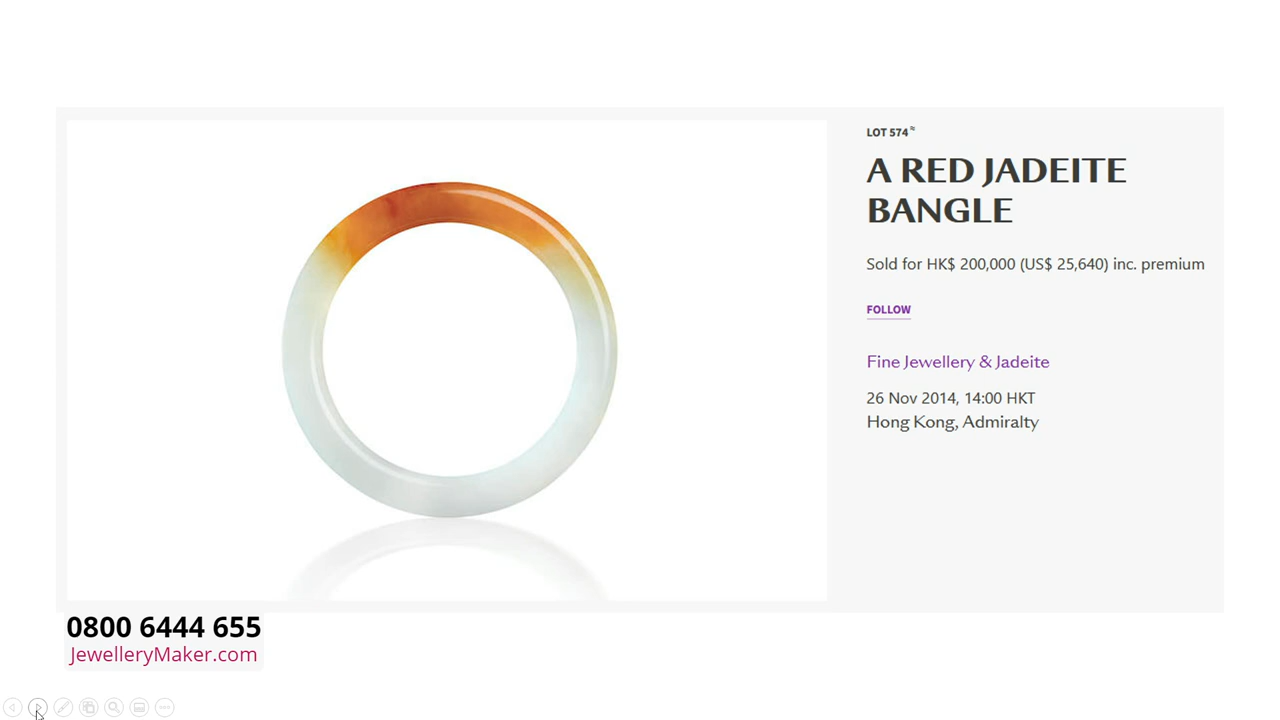 LOT 574 ≈
A RED JADEITE
BANGLE
Sold for HK$ 200,000 (US$ 25,640) inc. premium
FOLLOW
Fine Jewellery & Jadeite
26 Nov 2014, 14:00 HKT
Hong Kong, Admiralty
0800 6444 655
JewelleryMaker.com